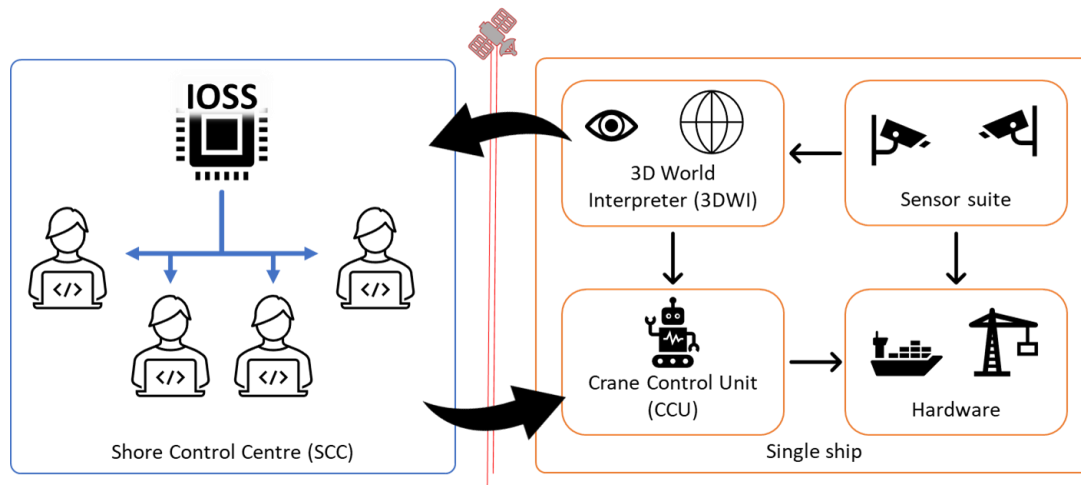 IOSS
</>
</>
</>
</>
Shore Control Centre (SCC)
3D World
Interpreter (3DWI)
Sensor suite
Crane Control Unit
(CCU)
Hardware
Single ship